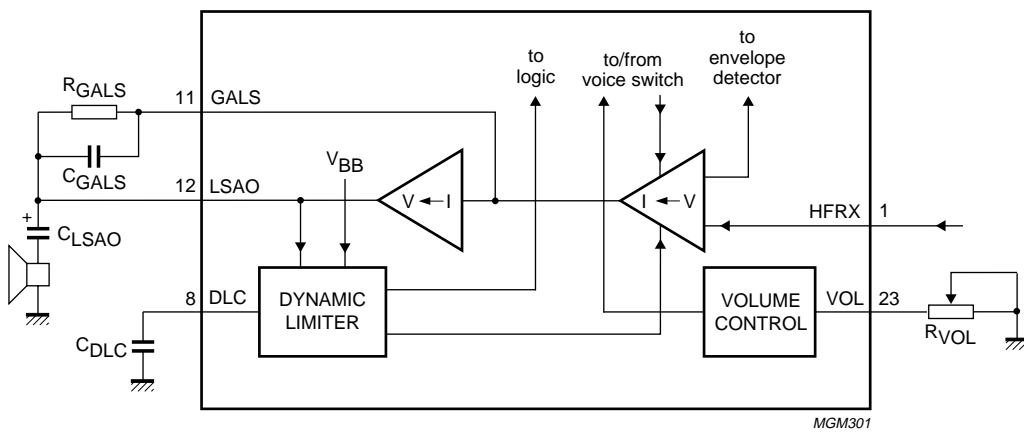 to
logic
to/from
voice switch
to
envelope
detector
RGALS
11 GALS
CGALS
VBB
12 LSAO
V I
I V
HFRX 1
+
CLSAO
8 DLC
DYNAMIC
LIMITER
VOLUME
CONTROL
VOL 23
CDLC
RVOL
MGM301